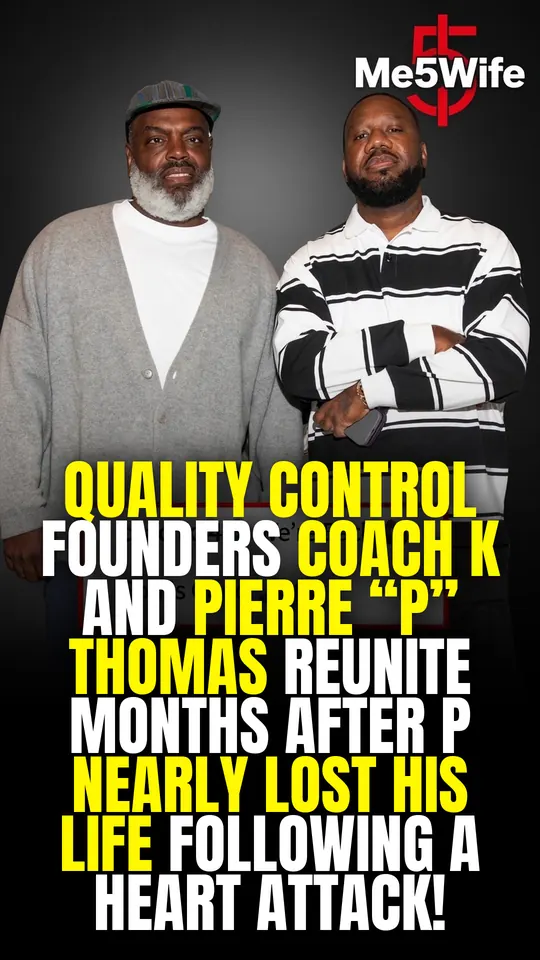 Me5Wife
QUALITY CONTROL
FOUNDERS COACH K
AND PIERRE “P”
THOMAS REUNITE
MONTHS AFTER P
NEARLY LOST HIS
LIFE FOLLOWING A
HEART ATTACK!